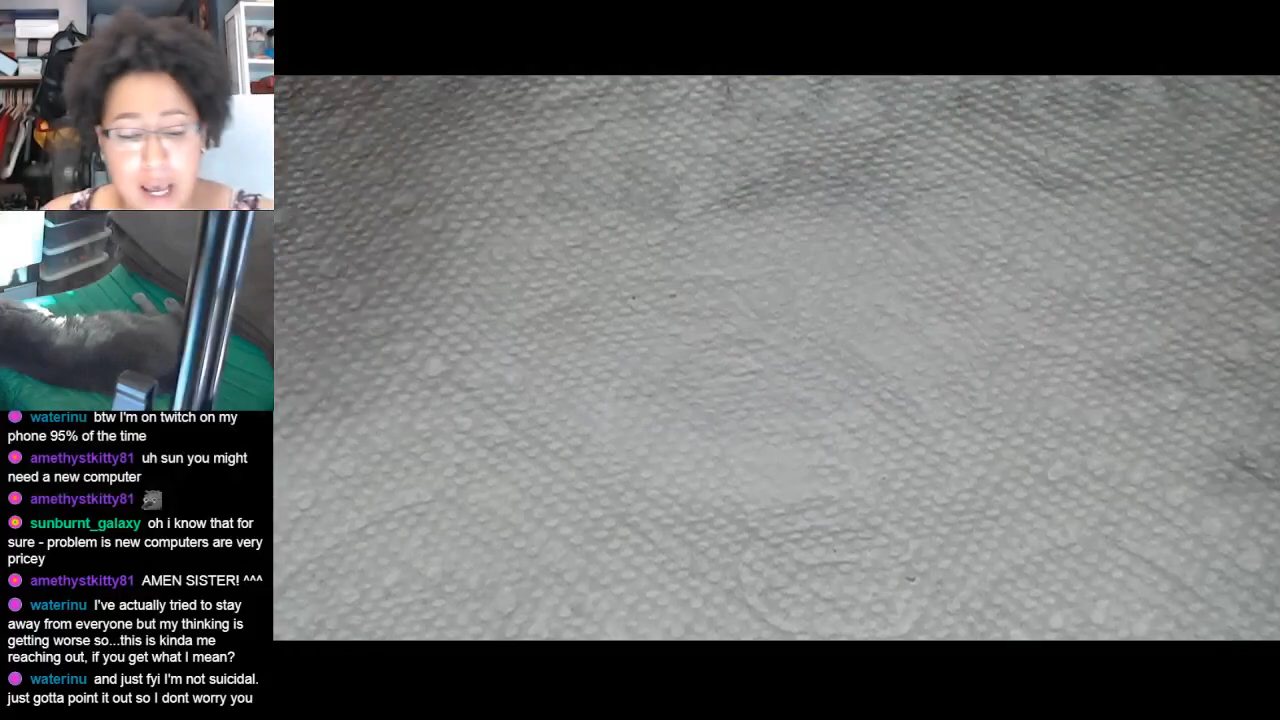 waterinu btw I'm on twitch on my
phone 95% of the time
amethystkitty81 uh sun you might
need a new computer
amethystkitty81
sunburnt_galaxy oh i know that for
sure - problem is new computers are very
pricey
amethystkitty81 AMEN SISTER! ^^^
waterinu I've actually tried to stay
away from everyone but my thinking is
getting worse so...this is kinda me
reaching out, if you get what I mean?
waterinu and just fyi I'm not suicidal.
just gotta point it out so I dont worry you